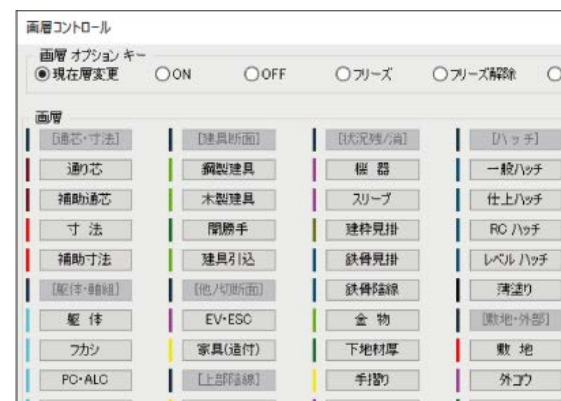 画層コントロール
画層 オプション キー
現在層変更 ON OFF フリーズ フリーズ解除
画層
[通芯・寸法] [建具断面] [状況残/消] [ハッチ]
通り芯 鋼製建具 機 器 一般ハッチ
補助通芯 木製建具 スリーブ 仕上ハッチ
寸 法 開勝手 建枠見掛 RC ハッチ
補助寸法 建具引込 鉄骨見掛 レベル ハッチ
[躯体・軸組] [他/切断面] 鉄骨陰線 薄塗り
躯 体 EV・ESC 金 物 [敷地・外部]
フカシ 家具(造付) 下地材厚 敷 地
PC・ALC [上部陰線] 手摺り 外コウ